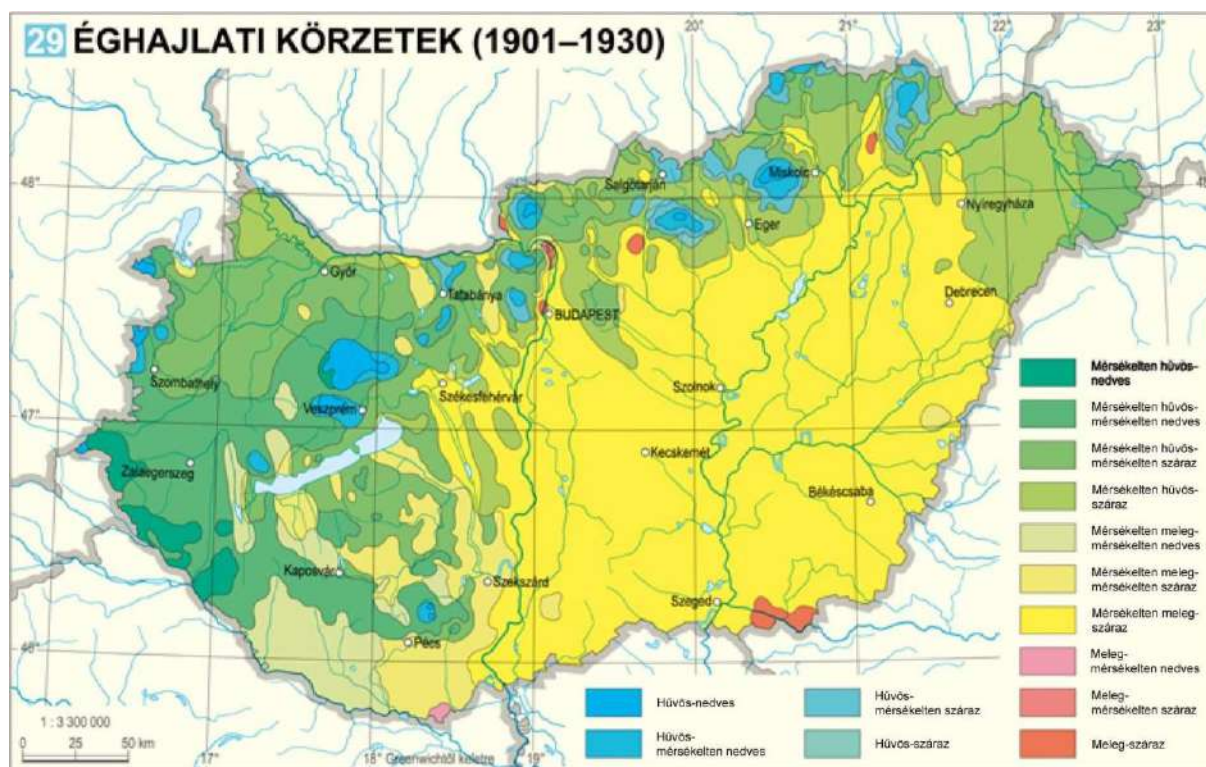 29 ÉGHAJLATI KÖRZETEK (1901–1930)
20°
21°
22°
23°
48°
48
Salgótarján
Miskolc
Nyíregyháza
Eger
Győr
Tatabánya
BUDAPEST
Debrecen
Szombathely
Székesfehérvár
Szolnok
Veszprém
47°
Zalaegerszeg
Kecskemét
Békéscsaba
Kaposvár
Szekszárd
Szeged
46°
Pécs
Mérsékelten hűvös-
nedves
Mérsékelten hűvös-
mérsékelten nedves
Mérsékelten hűvös-
mérsékelten száraz
Mérsékelten hűvös-
száraz
Mérsékelten meleg-
mérsékelten nedves
Mérsékelten meleg-
mérsékelten száraz
Mérsékelten meleg-
száraz
Meleg-
mérsékelten nedves
Meleg-
mérsékelten száraz
Meleg-száraz
Hűvös-nedves
Hűvös-
mérsékelten nedves
Hűvös-
mérsékelten száraz
Hűvös-száraz
1 : 3 300 000
0 25 50 km
17° 18° Greenwichtől keletre 19°